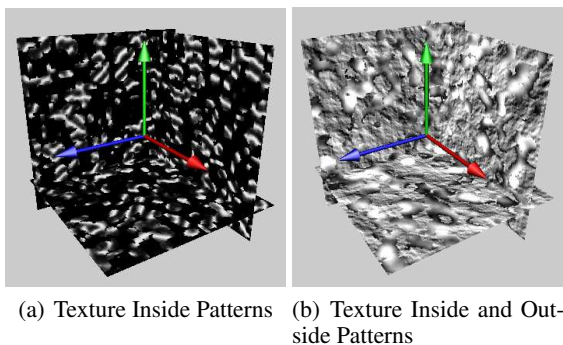 (a) Texture Inside Patterns
(b) Texture Inside and Out-
side Patterns